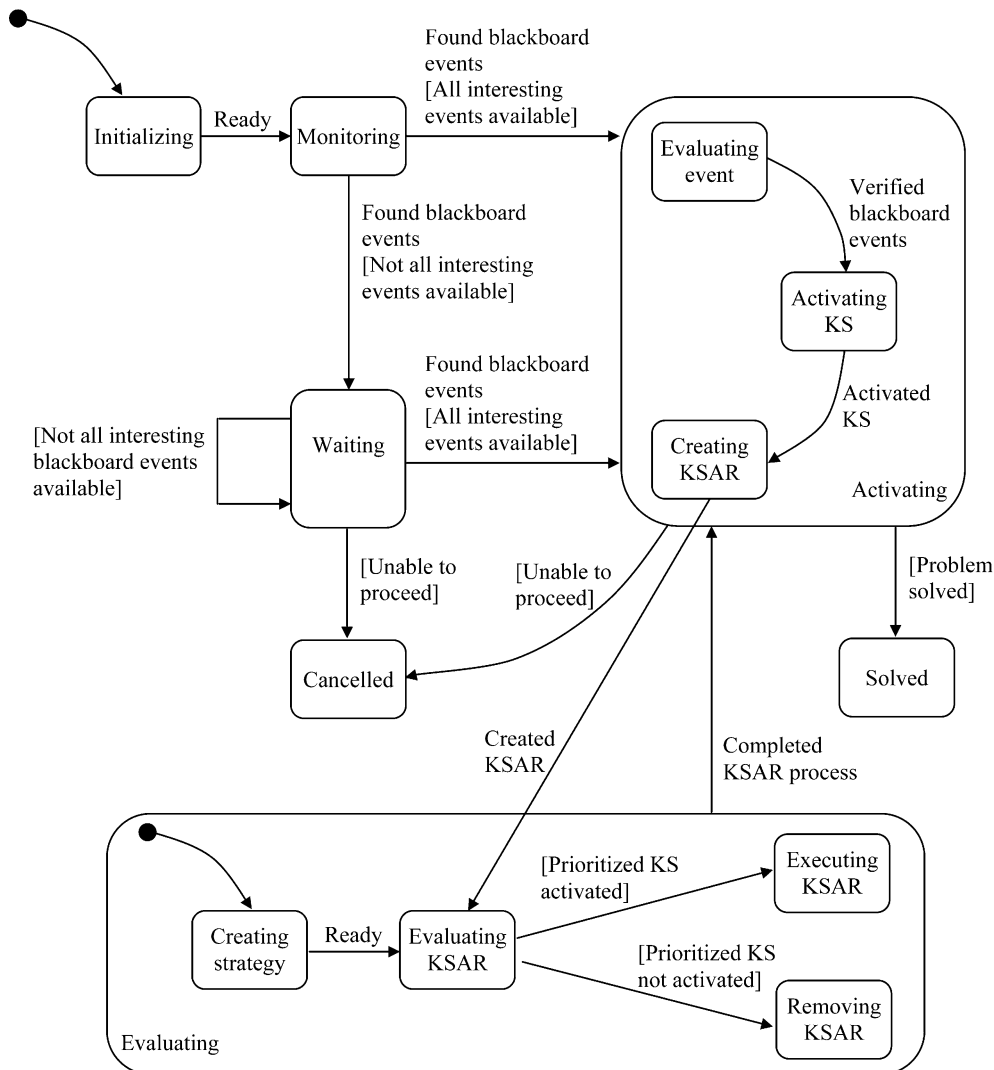 Found blackboard
events
[All interesting
events available]
Initializing
Ready
Monitoring
Evaluating
event
Verified
blackboard
events
Found blackboard
events
[Not all interesting
events available]
Activating
KS
Found blackboard
events
[All interesting
events available]
Activated
KS
[Not all interesting
blackboard events
available]
Waiting
Creating
KSAR
Activating
[Unable to
proceed]
[Unable to
proceed]
[Problem
solved]
Cancelled
Solved
Created
KSAR
Completed
KSAR process
[Prioritized KS
activated]
Executing
KSAR
Creating
strategy
Ready
Evaluating
KSAR
[Prioritized KS
not activated]
Removing
KSAR
Evaluating